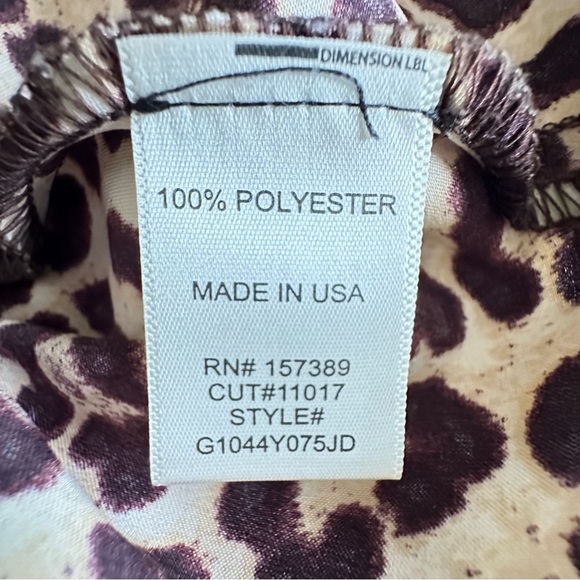 DIMENSION LBL
100% POLYESTER
MADE IN USA
RN# 157389
CUT#11017
STYLE#
G1044Y075JD